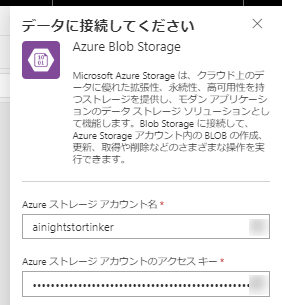 データに接続してください
Azure Blob Storage
Microsoft Azure Storage は、クラウド上のデ
ータに優れた拡張性、永続性、高可用性を持
つストレージを提供し、モダン アプリケーショ
ンのデータ ストレージ ソリューションとし
て機能します。Blob Storage に接続して、
Azure Storage アカウント内の BLOB の作成、
更新、取得や削除などのさまざまな操作を実
行できます。
Azure ストレージ アカウント名 *
ainightstortinker
Azure ストレージ アカウントのアクセス キー *